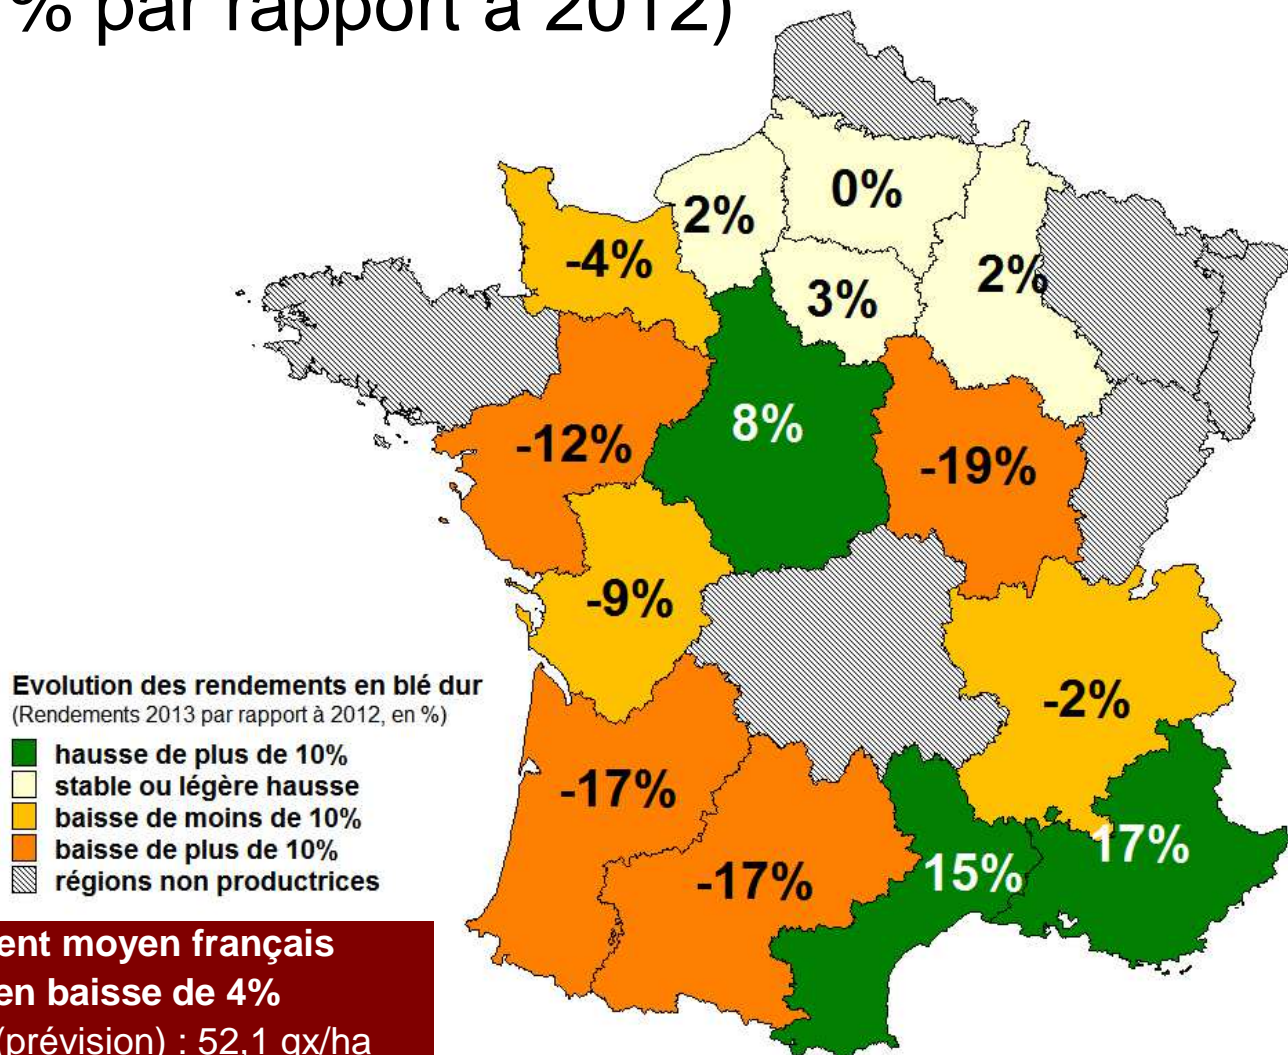 % par rapport à 2012)
0%
2%
-4%
2%
3%
8%
-12%
-19%
-9%
-2%
-17%
17%
15%
-17%
Evolution des rendements en blé dur
(Rendements 2013 par rapport à 2012, en %)
hausse de plus de 10%
stable ou légère hausse
baisse de moins de 10%
baisse de plus de 10%
régions non productrices
ent moyen français
en baisse de 4%
(prévision) : 52,1 qx/ha